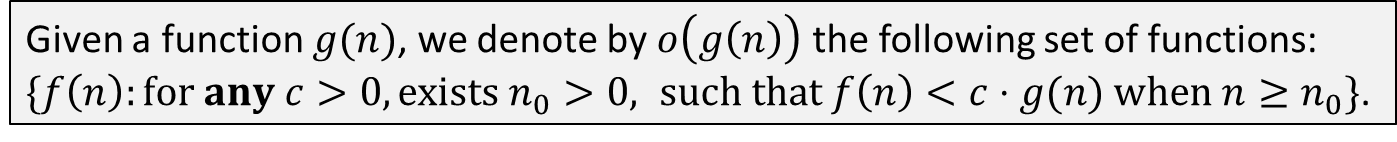 Given a function g(n), we denote by o(g(n)) the following set of functions:
{f(n): for any c > 0, exists n₀ > 0, such that f(n) < c · g(n) when n ≥ n₀}.